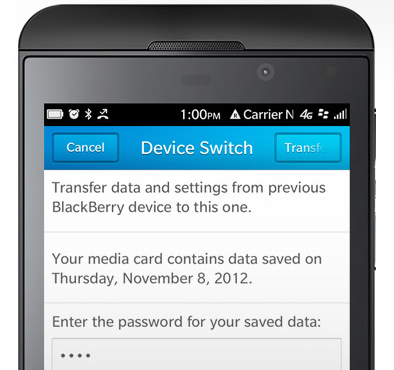 1:00PM Carrier N 4G
Cancel Device Switch Transf
Transfer data and settings from previous
BlackBerry device to this one.
Your media card contains data saved on
Thursday, November 8, 2012.
Enter the password for your saved data:
••••